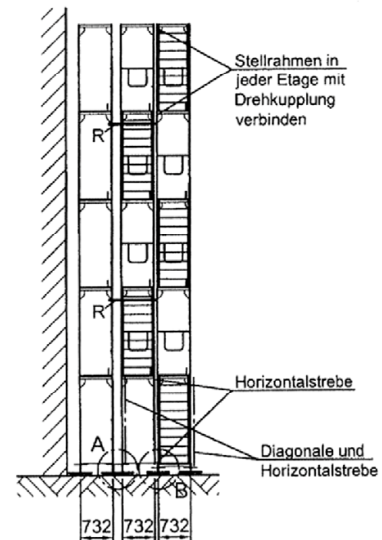 Stellrahmen in
jeder Etage mit
Drehkupplung
verbinden
R
R
Horizontalstrebe
A
Diagonale und
Horizontalstrebe
B
732 732 732